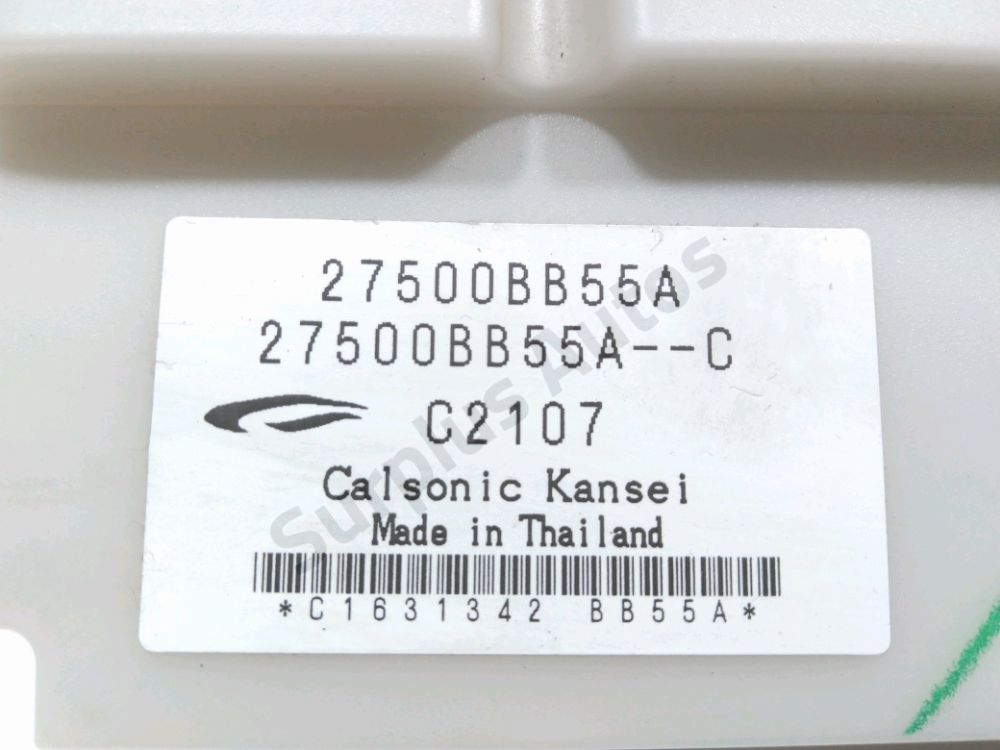 27500BB55A
27500BB55A--C
C2107
Calsonic Kansei
Made in Thailand
*C1631342 BB55A*
Surplus Autos